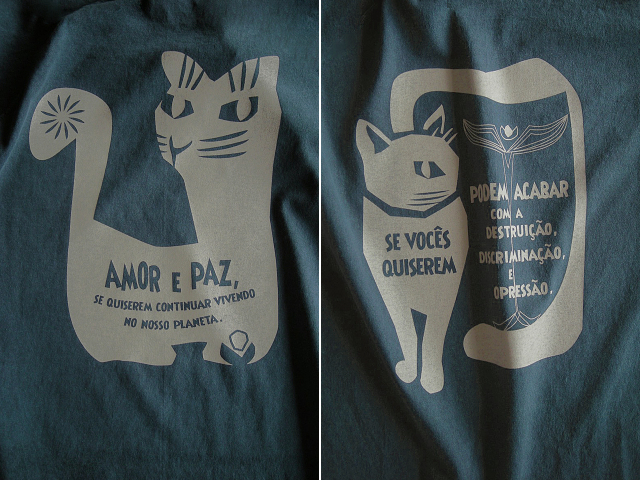 AMOR E PAZ,
SE QUISEREM CONTINUAR VIVENDO
NO NOSSO PLANETA.
SE VOCÊS
QUISEREM
PODEM ACABAR
COM A
DESTRUIÇÃO,
DISCRIMINAÇÃO,
E
OPRESSÃO.